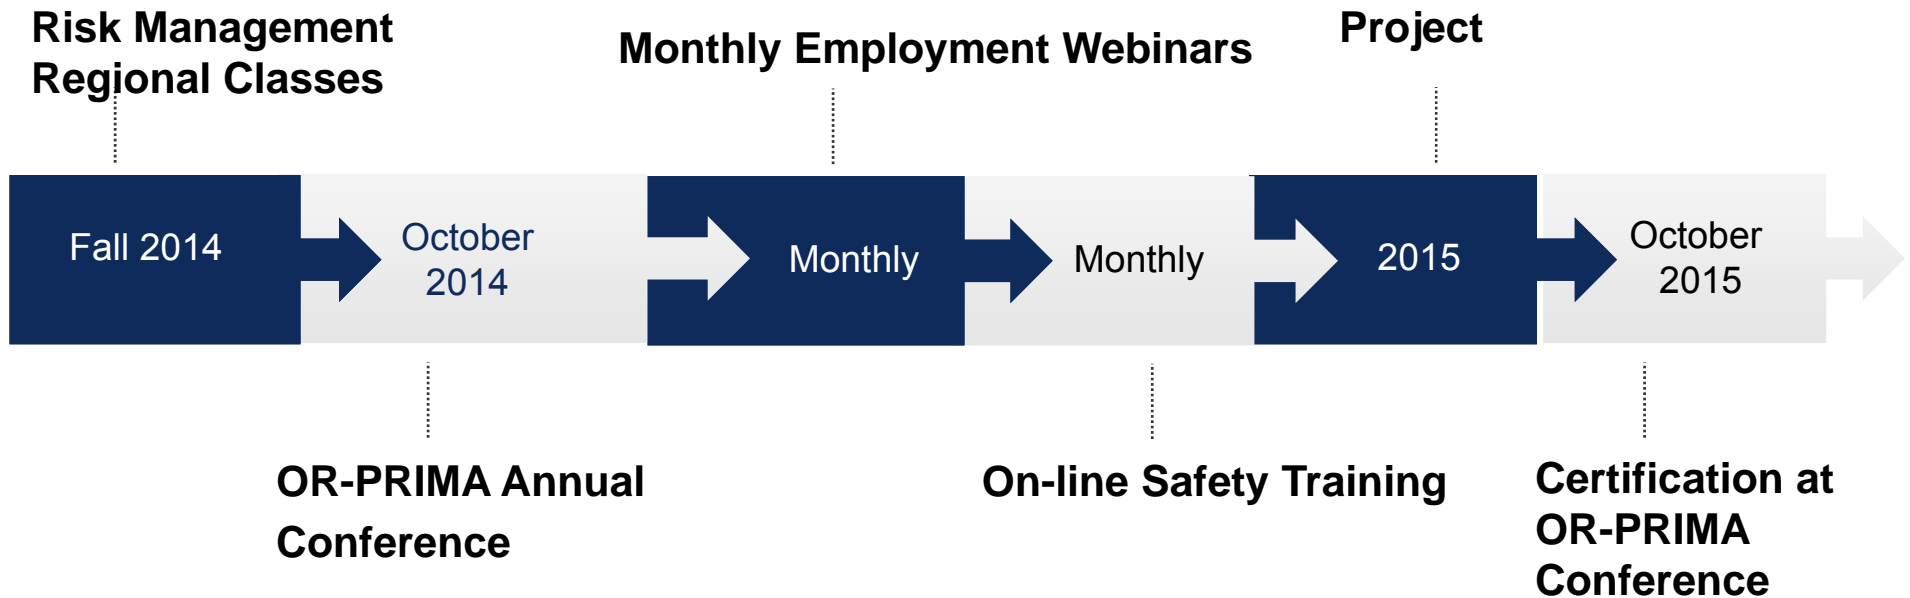 Risk Management
Regional Classes
Monthly Employment Webinars
Project
Fall 2014
October
2014
Monthly
Monthly
2015
October
2015
OR-PRIMA Annual
Conference
On-line Safety Training
Certification at
OR-PRIMA
Conference